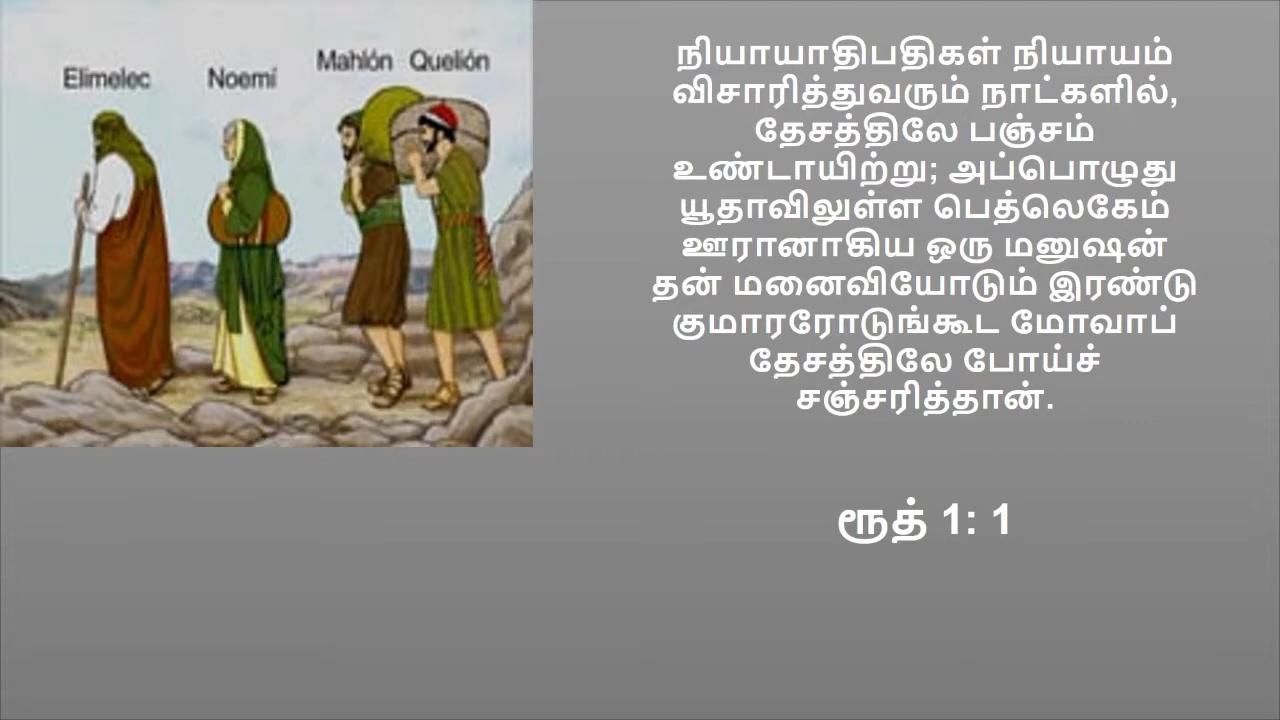 Elimelec Noemí Mahlón Quelión
நியாயாதிபதிகள் நியாயம்
விசாரித்துவரும் நாட்களில்,
தேசத்திலே பஞ்சம்
உண்டாயிற்று; அப்பொழுது
யூதாவிலுள்ள பெத்லெகேம்
ஊரானாகிய ஒரு மனுஷன்
தன் மனைவியோடும் இரண்டு
குமாரரோடுங்கூட மோவாப்
தேசத்திலே போய்ச்
சஞ்சரித்தான்.
ரூத் 1: 1